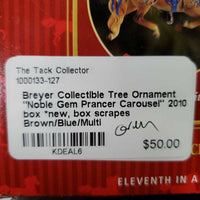 The Tack Collector
1000133-127
Breyer Collectible Tree Ornament
"Noble Gem Prancer Carousel" 2010
box *new, box scrapes
Brown/Blue/Multi
$50.00
KDEAL6
ELEVENTH IN A